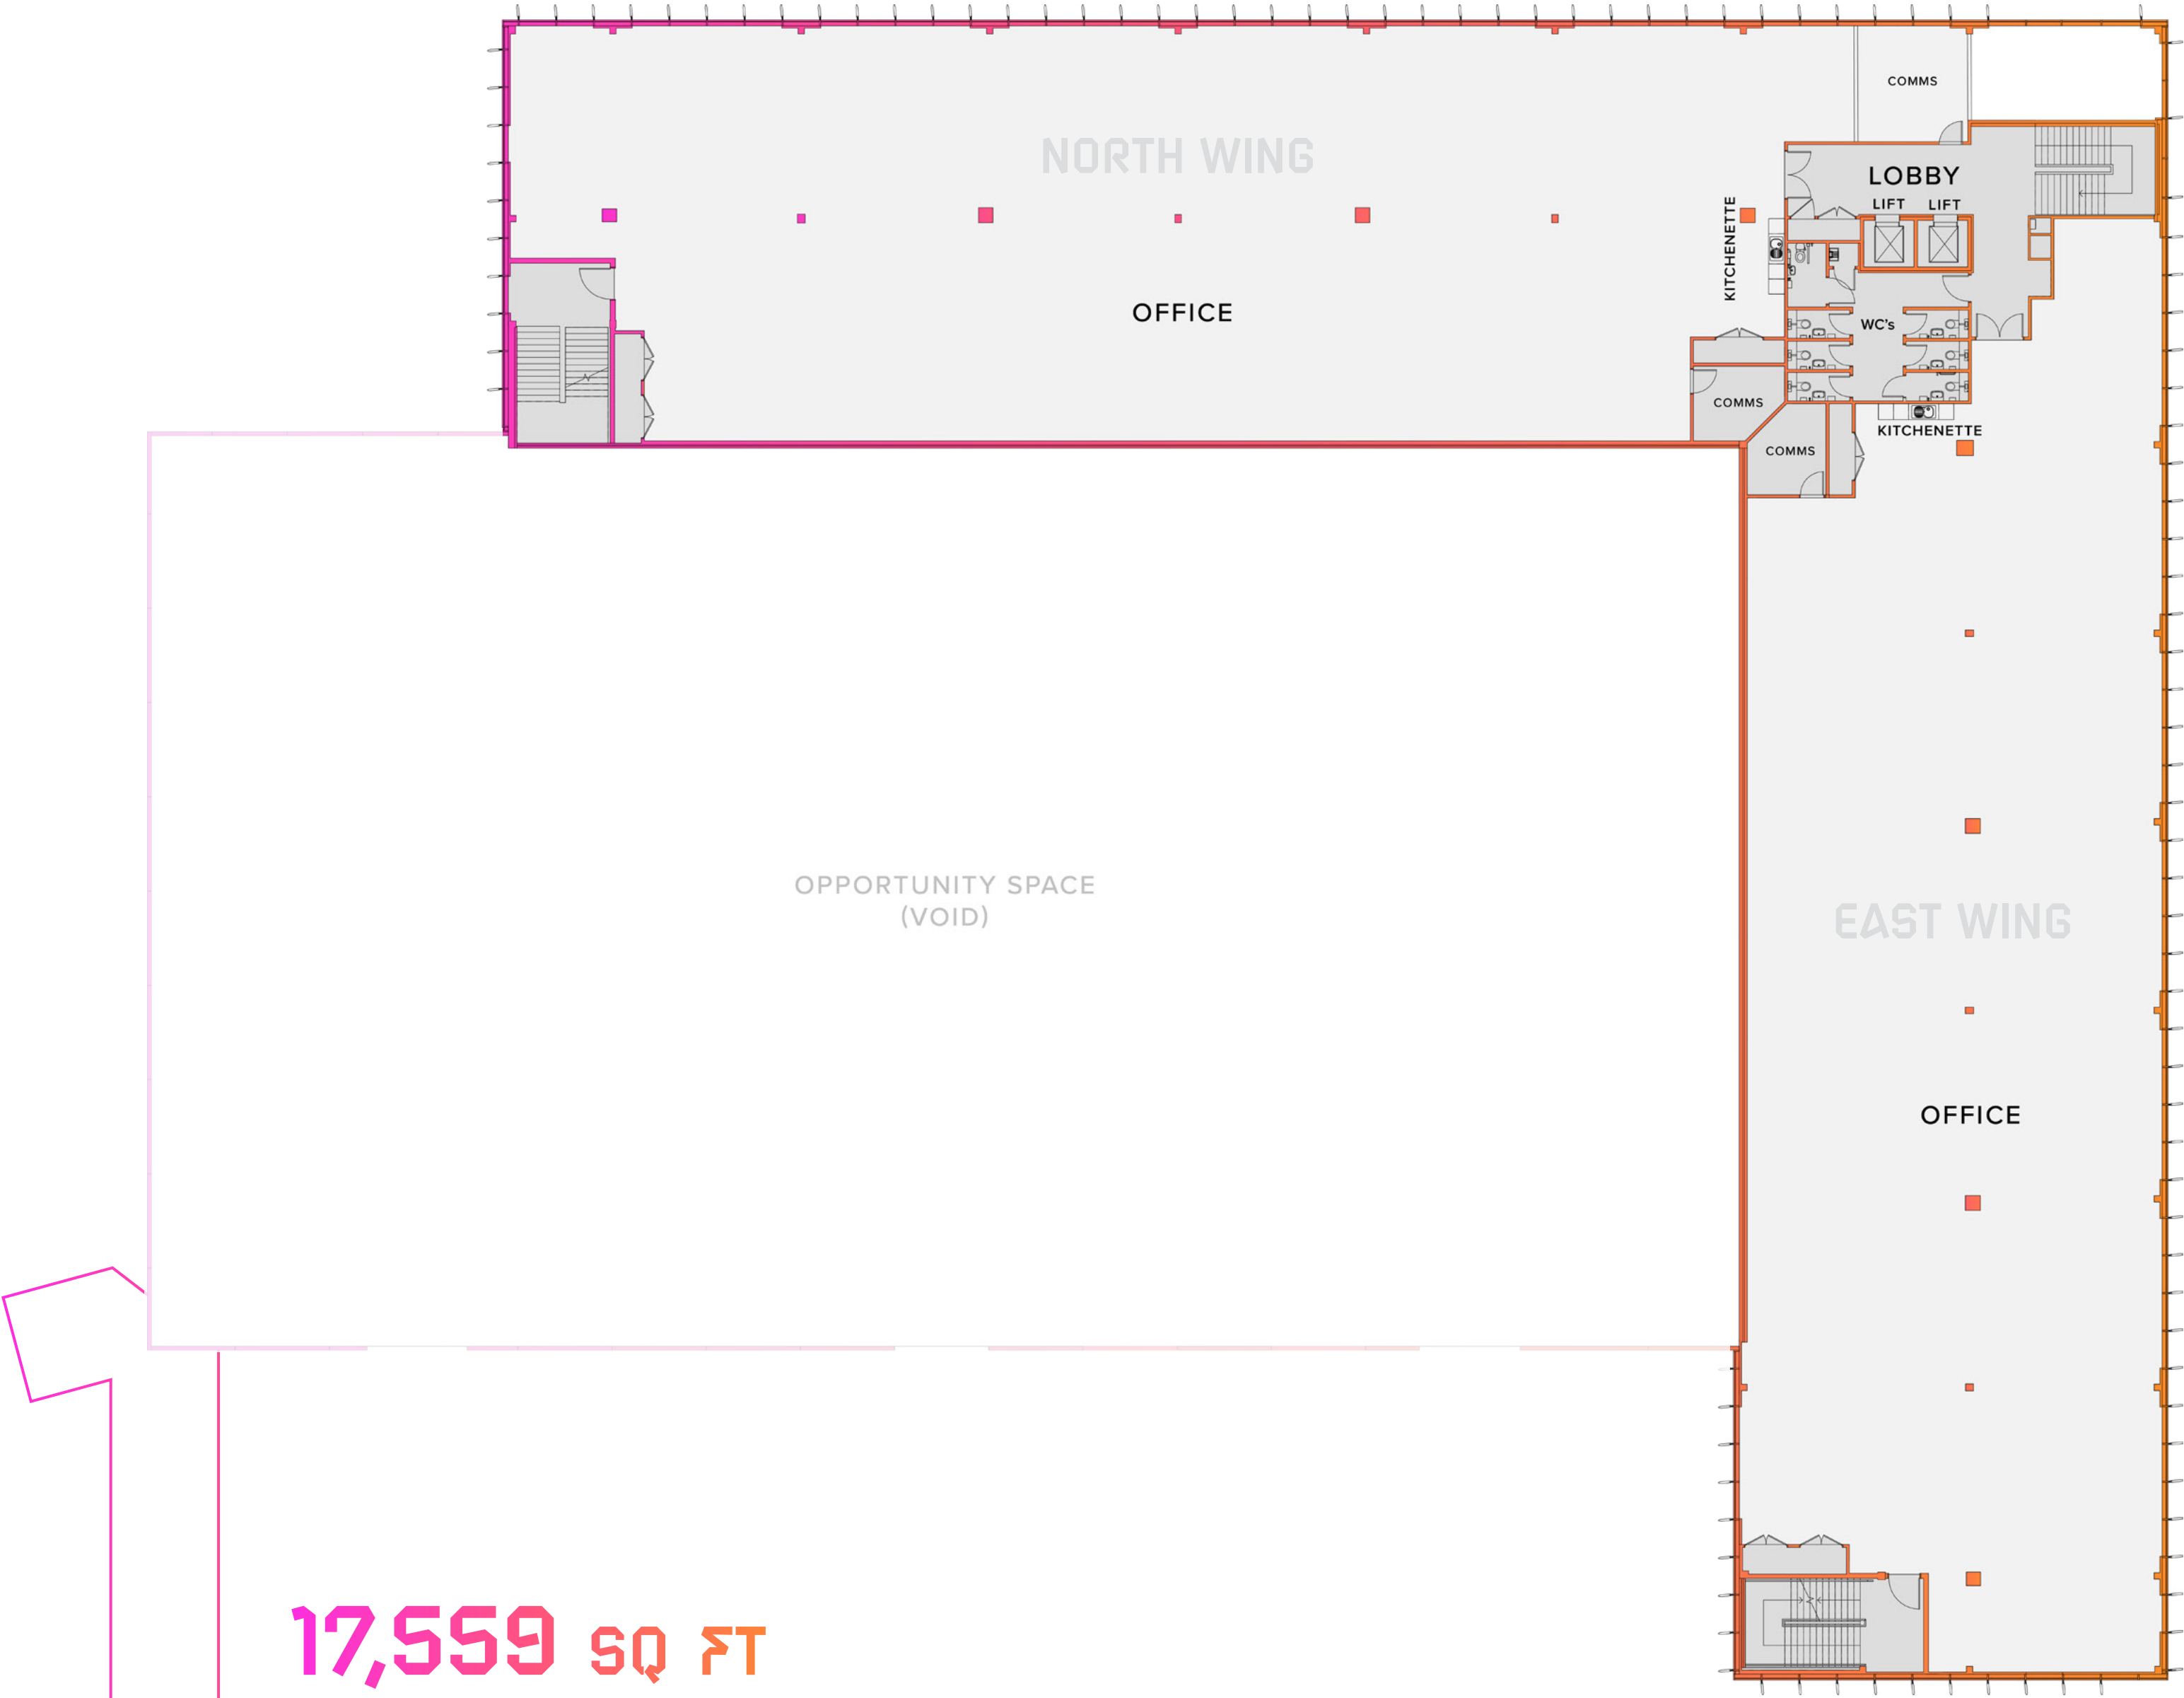 COMMS
NORTH WING
LOBBY
LIFT
LIFT
KITCHENETTE
OFFICE
WC's
COMMS
KITCHENETTE
COMMS
OPPORTUNITY SPACE
(VOID)
EAST WING
OFFICE
17,559 SQ FT